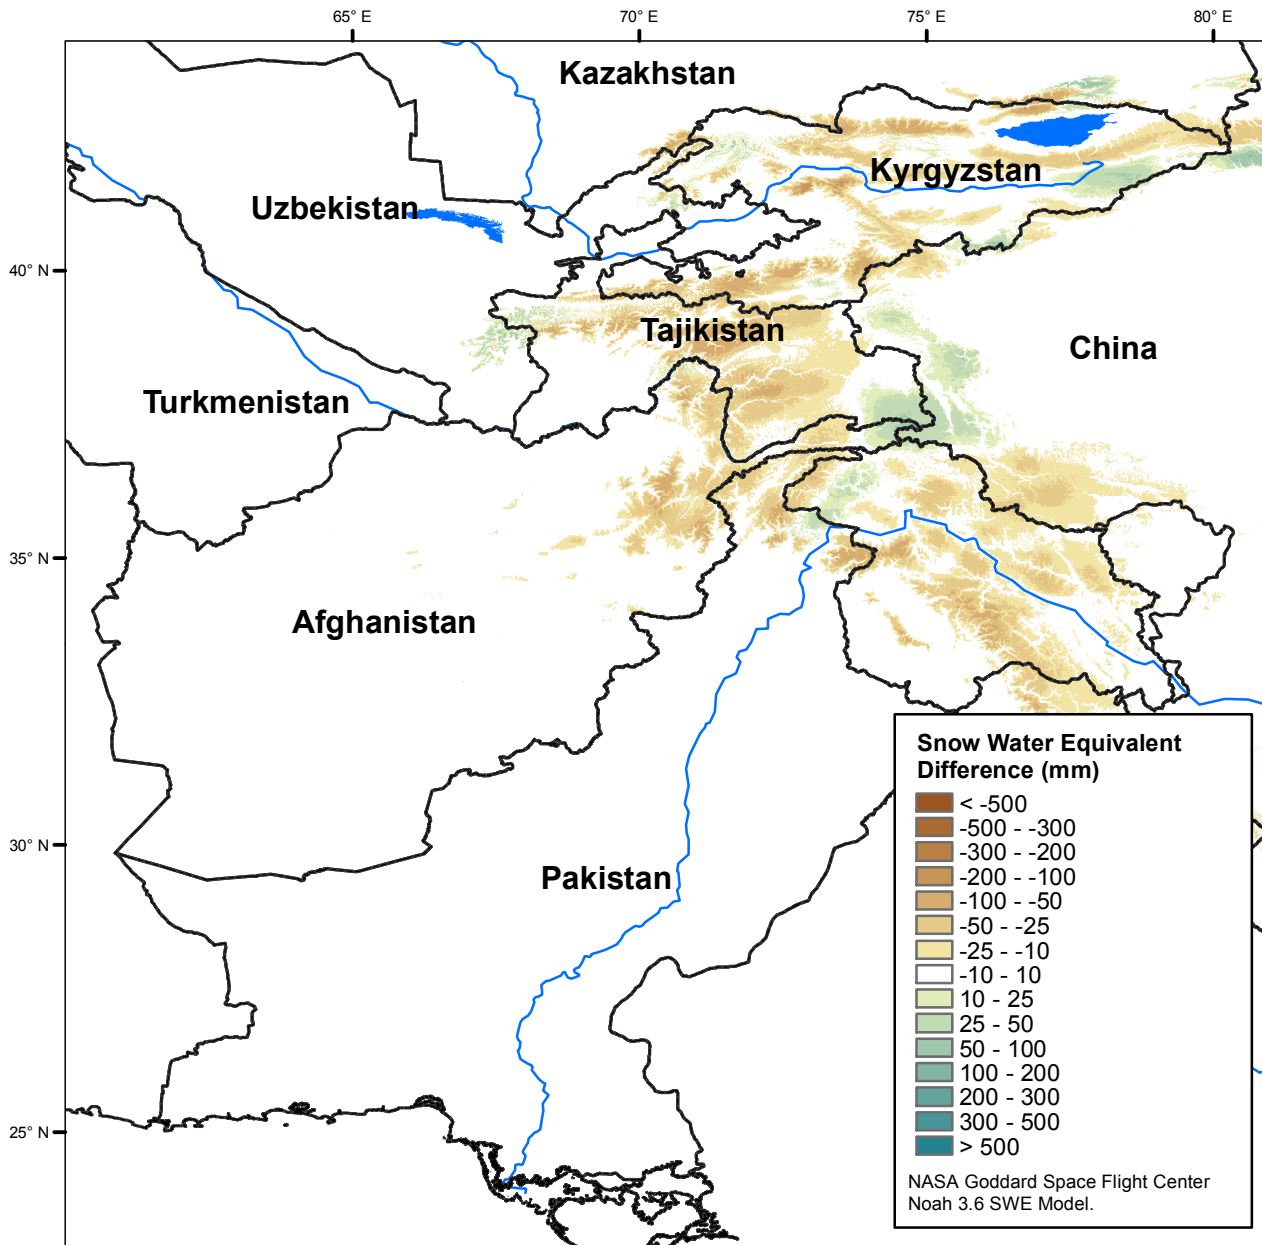 65° E
70° E
75° E
80° E
Kazakhstan
Kyrgyzstan
Uzbekistan
40° N
Tajikistan
China
Turkmenistan
35° N
Afghanistan
Snow Water Equivalent
Difference (mm)
< -500
-500 - -300
-300 - -200
-200 - -100
-100 - -50
-50 - -25
-25 - -10
-10 - 10
10 - 25
25 - 50
50 - 100
100 - 200
200 - 300
300 - 500
> 500
NASA Goddard Space Flight Center
Noah 3.6 SWE Model.
30° N
Pakistan
25° N